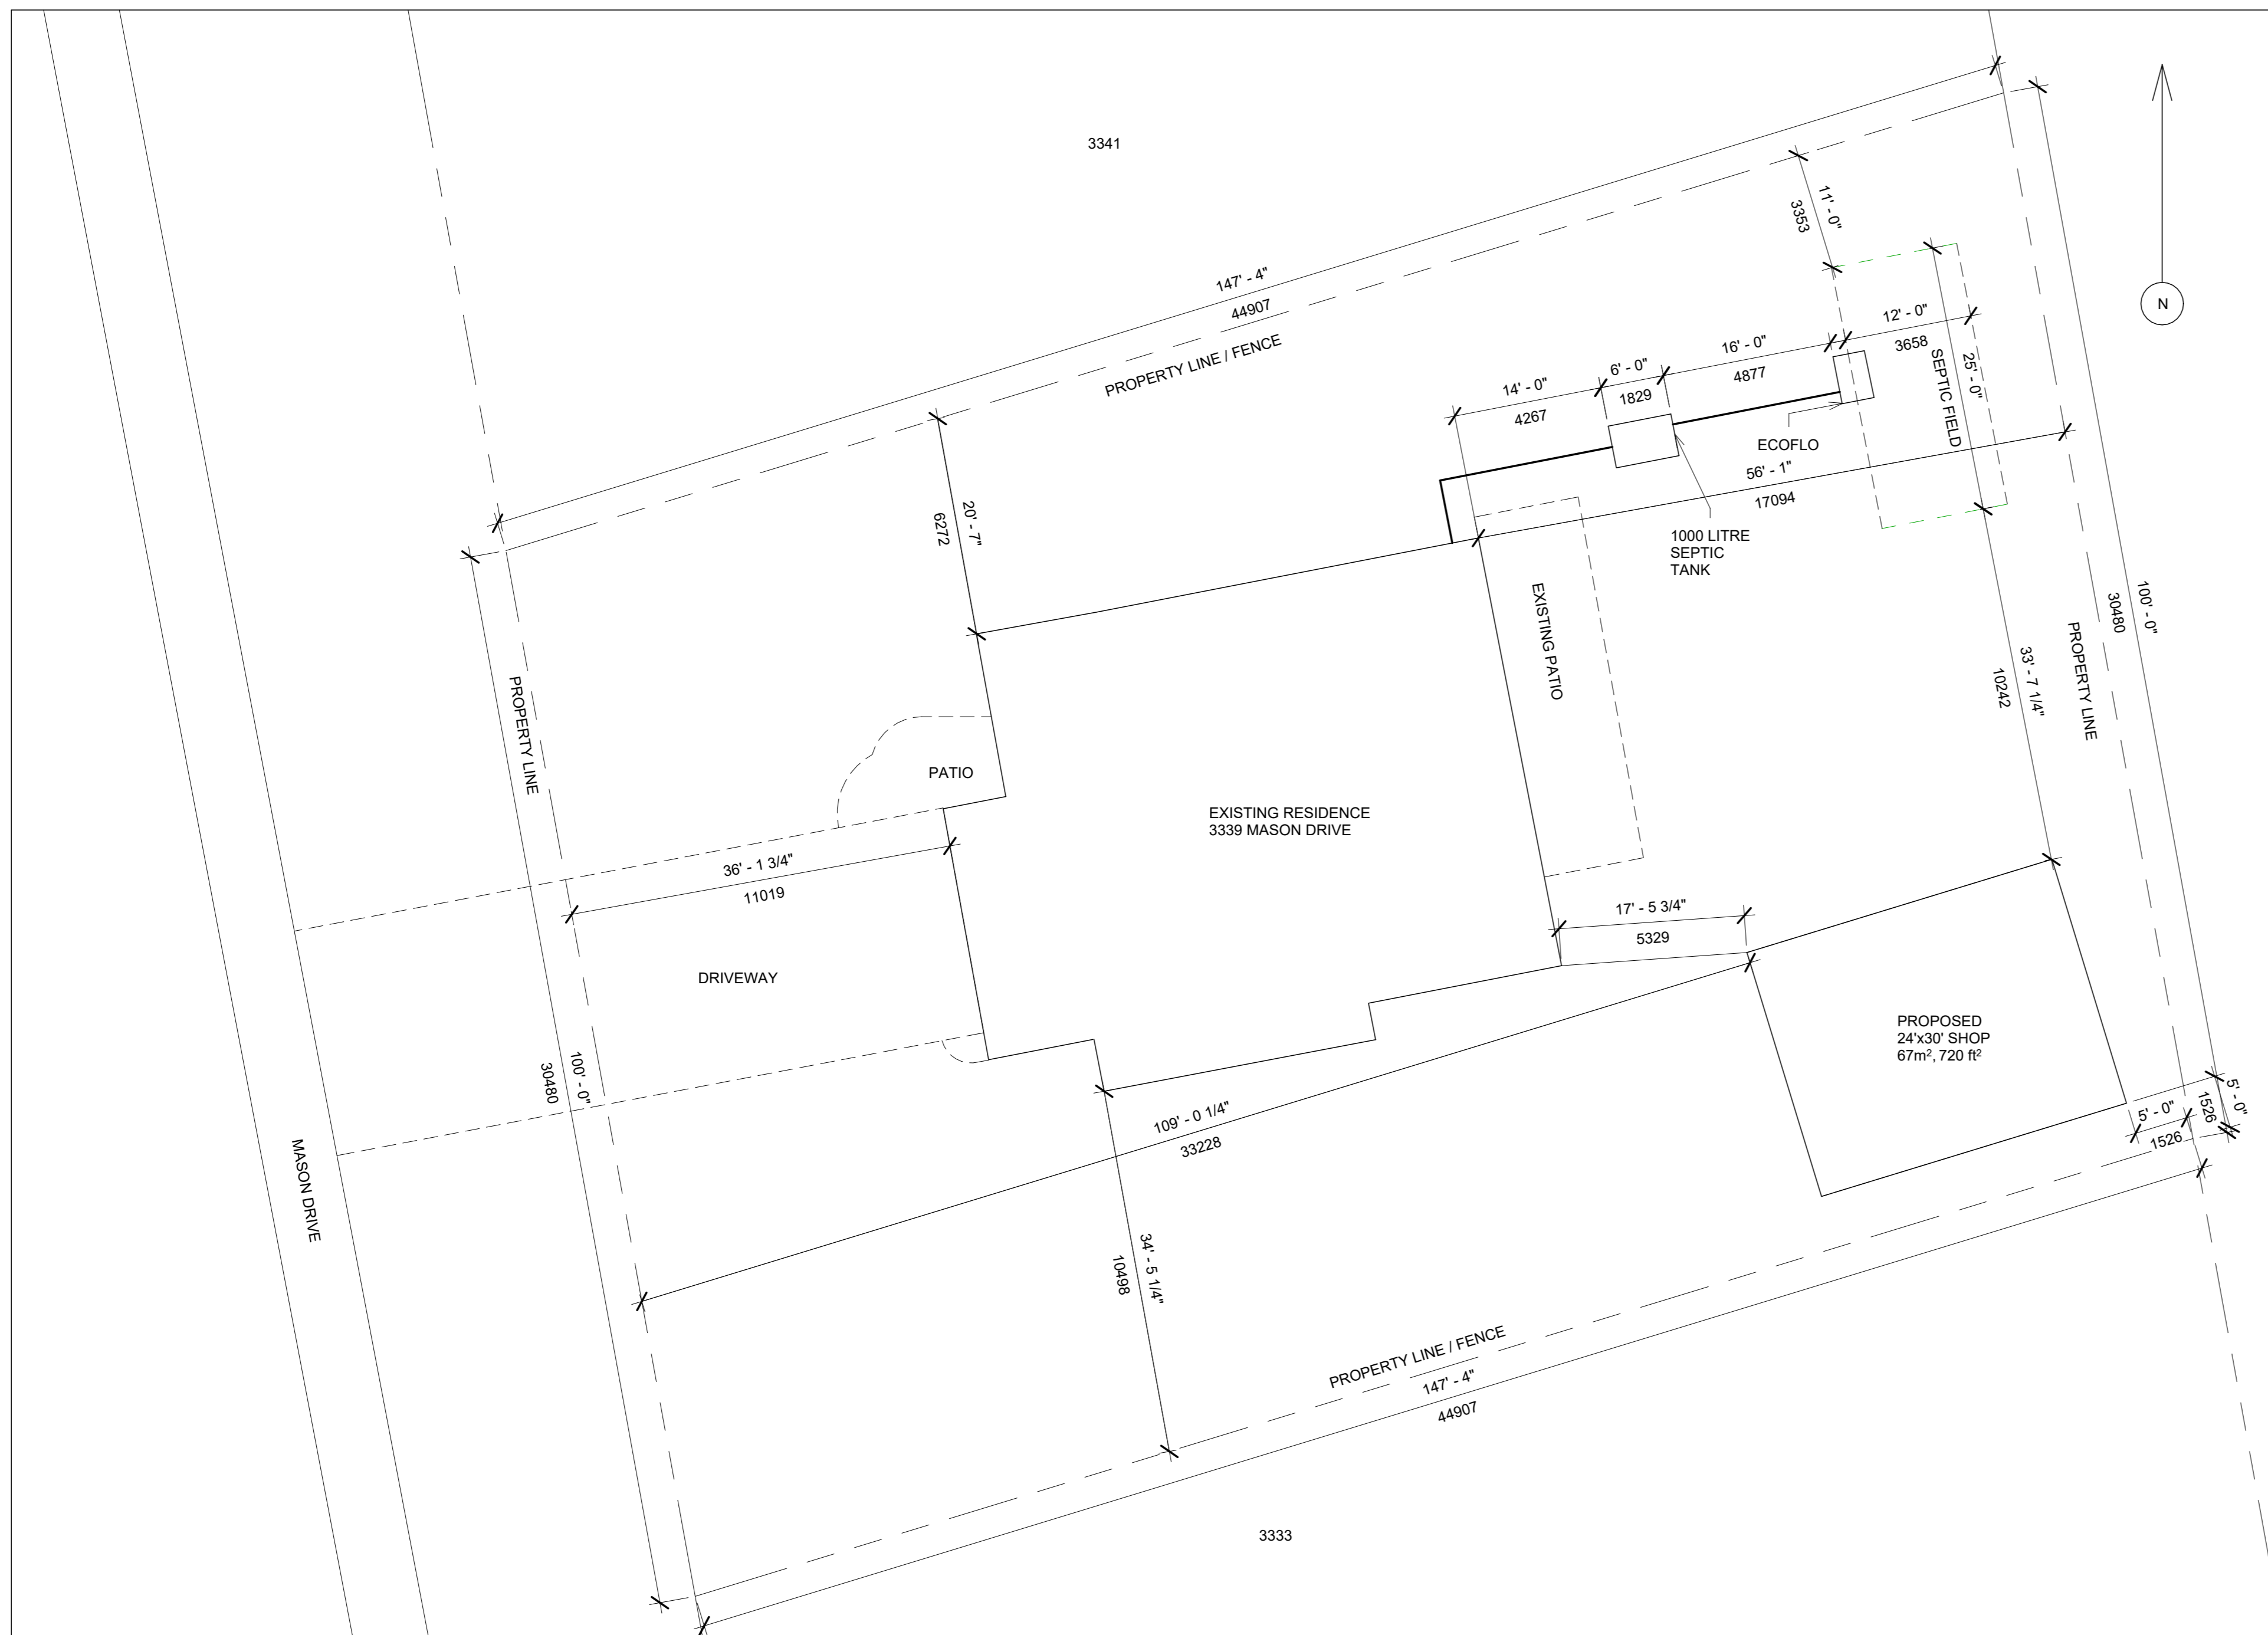 3341
N
147' - 4"
44907
PROPERTY LINE / FENCE
11' - 0"
3353
12' - 0"
3658
16' - 0"
4877
6' - 0"
1829
14' - 0"
4267
SEPTIC FIELD
25' - 0"
ECOFLO
56' - 1"
17094
1000 LITRE
SEPTIC
TANK
20' - 7"
6272
EXISTING PATIO
100' - 0"
30480
PROPERTY LINE
33' - 7 1/4"
10242
PROPERTY LINE
PATIO
EXISTING RESIDENCE
3339 MASON DRIVE
36' - 1 3/4"
11019
17' - 5 3/4"
5329
DRIVEWAY
PROPOSED
24'x30' SHOP
67m², 720 ft²
100' - 0"
30480
5' - 0"
1526
5' - 0"
1526
109' - 0 1/4"
33228
MASON DRIVE
34' - 5 1/4"
10498
PROPERTY LINE / FENCE
147' - 4"
44907
3333